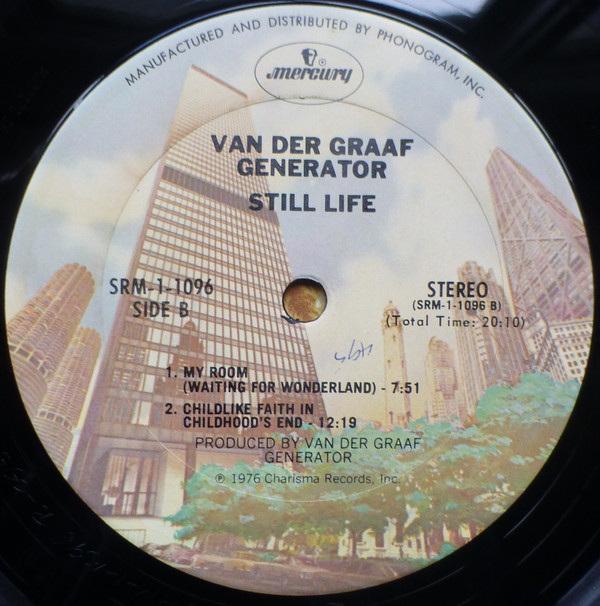 MANUFACTURED AND DISTRIBUTED BY PHONOGRAM, INC.
mercury
VAN DER GRAAF
GENERATOR
STILL LIFE
SRM-1-1096
SIDE B
STEREO
(SRM-1-1096 B)
(Total Time: 20:10)
1. MY ROOM
(WAITING FOR WONDERLAND) - 7:51
2. CHILDLIKE FAITH IN
CHILDHOOD'S END - 12:19
PRODUCED BY VAN DER GRAAF
GENERATOR
℗ 1976 Charisma Records, Inc.